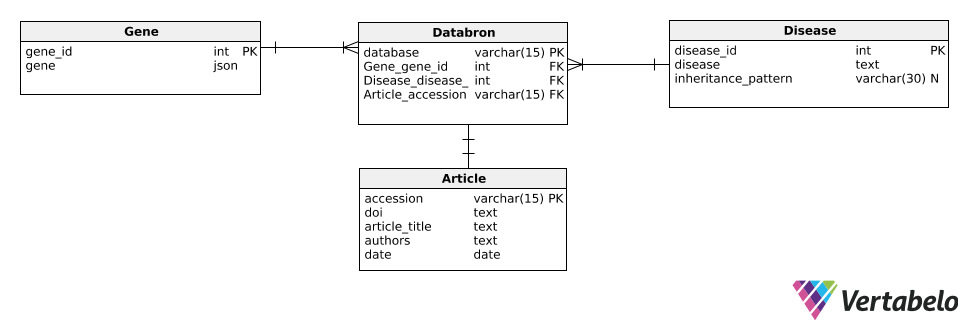 Gene
gene_id int PK
gene json
Databron
database varchar(15) PK
Gene_gene_id int FK
Disease_disease_ int FK
Article_accession varchar(15) FK
Disease
disease_id int PK
disease text
inheritance_pattern varchar(30) N
Article
accession varchar(15) PK
doi text
article_title text
authors text
date date
Vertabelo